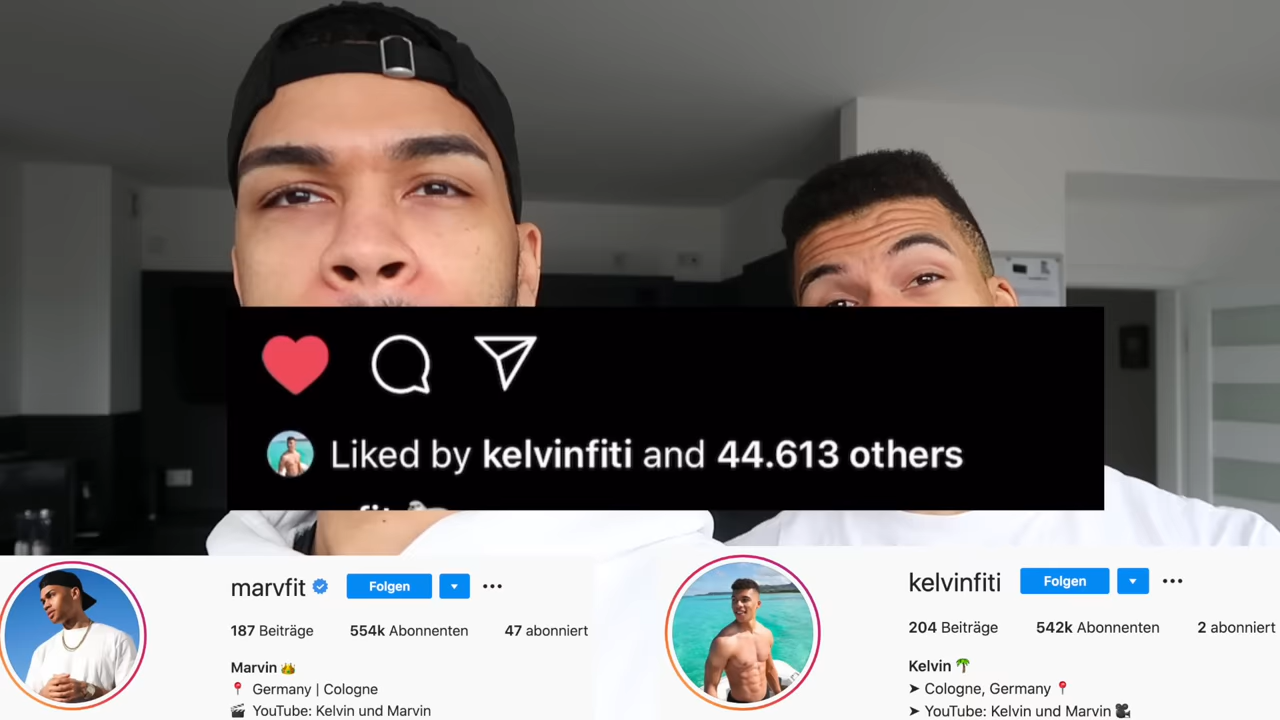 Liked by kelvinfiti and 44.613 others
marvfit
Folgen
187 Beiträge
554k Abonnenten
47 abonniert
Marvin 👑
📍 Germany | Cologne
🎬 YouTube: Kelvin und Marvin
kelvinfiti
Folgen
204 Beiträge
542k Abonnenten
2 abonniert
Kelvin 🌴
➤ Cologne, Germany 📍
➤ YouTube: Kelvin und Marvin 🎥